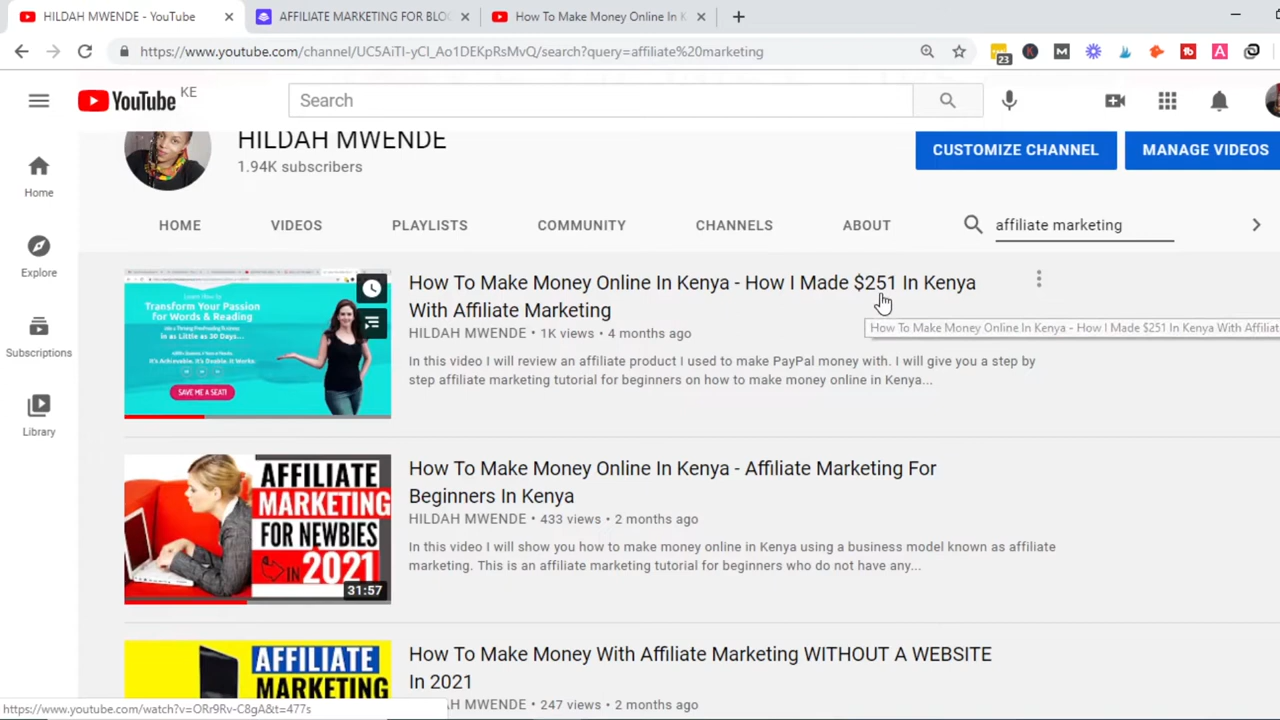 HILDAH MWENDE - YouTube
AFFILIATE MARKETING FOR BLO
How To Make Money Online In K
https://www.youtube.com/channel/UC5AiTI-yCI_Ao1DEKpRsMvQ/search?query=affiliate%20marketing
23
YouTube KE
Search
HILDAH MWENDE
1.94K subscribers
CUSTOMIZE CHANNEL
MANAGE VIDEOS
Home
Explore
Subscriptions
Library
HOME VIDEOS PLAYLISTS COMMUNITY CHANNELS ABOUT affiliate marketing
Transform Your Passion
for Words & Reading
SAVE ME A SEAT!
How To Make Money Online In Kenya - How I Made $251 In Kenya
With Affiliate Marketing
HILDAH MWENDE • 1K views • 4 months ago
How To Make Money Online In Kenya - How I Made $251 In Kenya With Affiliat
In this video I will review an affiliate product I used to make PayPal money with. I will give you a step by
step affiliate marketing tutorial for beginners on how to make money online in Kenya...
AFFILIATE
MARKETING
FOR NEWBIES
IN 2021
31:57
How To Make Money Online In Kenya - Affiliate Marketing For
Beginners In Kenya
HILDAH MWENDE • 433 views • 2 months ago
In this video I will show you how to make money online in Kenya using a business model known as affiliate
marketing. This is an affiliate marketing tutorial for beginners who do not have any...
AFFILIATE
MARKETING
How To Make Money With Affiliate Marketing WITHOUT A WEBSITE
In 2021
AH MWENDE • 247 views • 2 months ago
https://www.youtube.com/watch?v=ORr9Rv-C8gA&t=477s